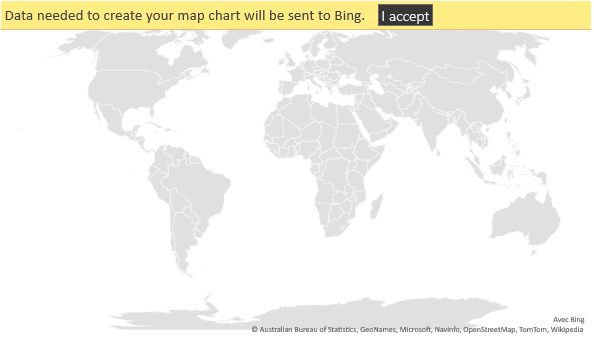 Data needed to create your map chart will be sent to Bing. I accept
Avec Bing
© Australian Bureau of Statistics, GeoNames, Microsoft, Navinfo, OpenStreetMap, TomTom, Wikipedia